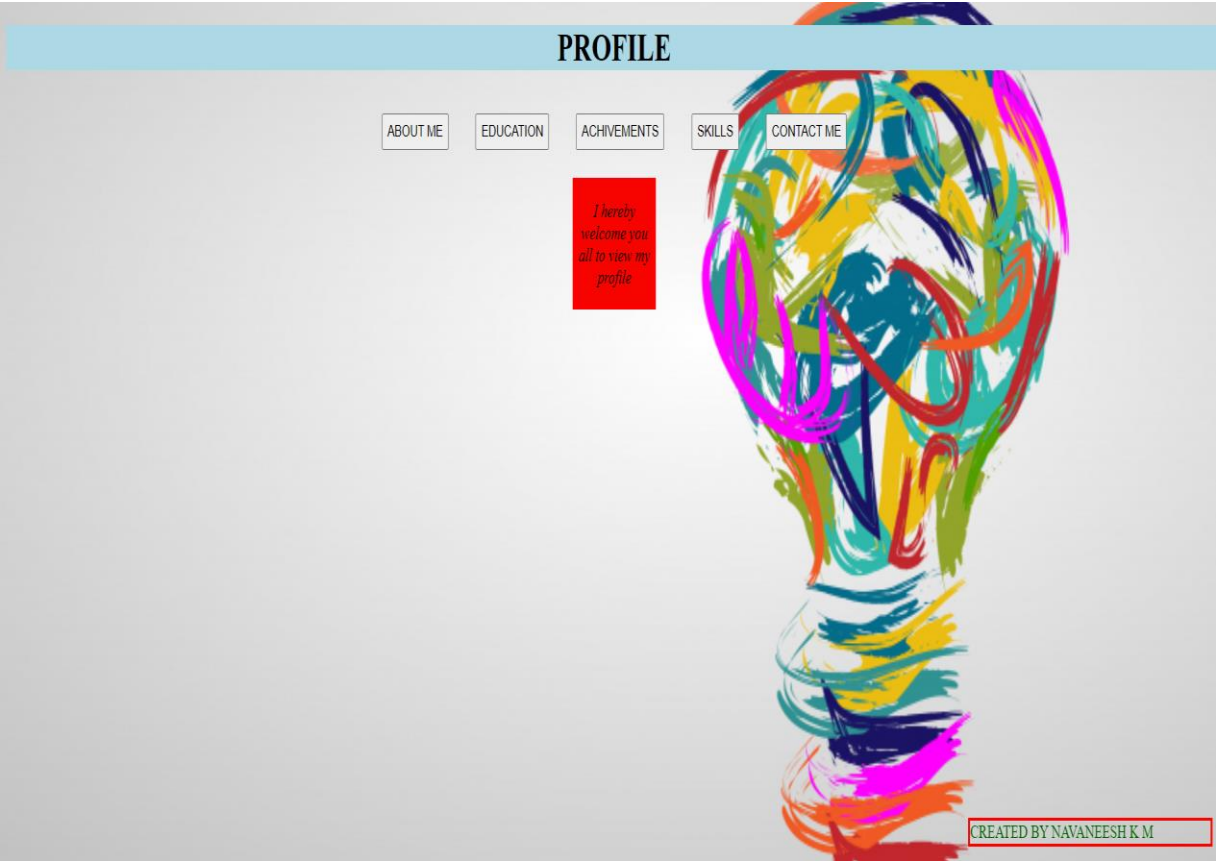 PROFILE
ABOUT ME EDUCATION ACHIVEMENTS SKILLS CONTACT ME
I hereby
welcome you
all to view my
profile
CREATED BY NAVANEESH K M